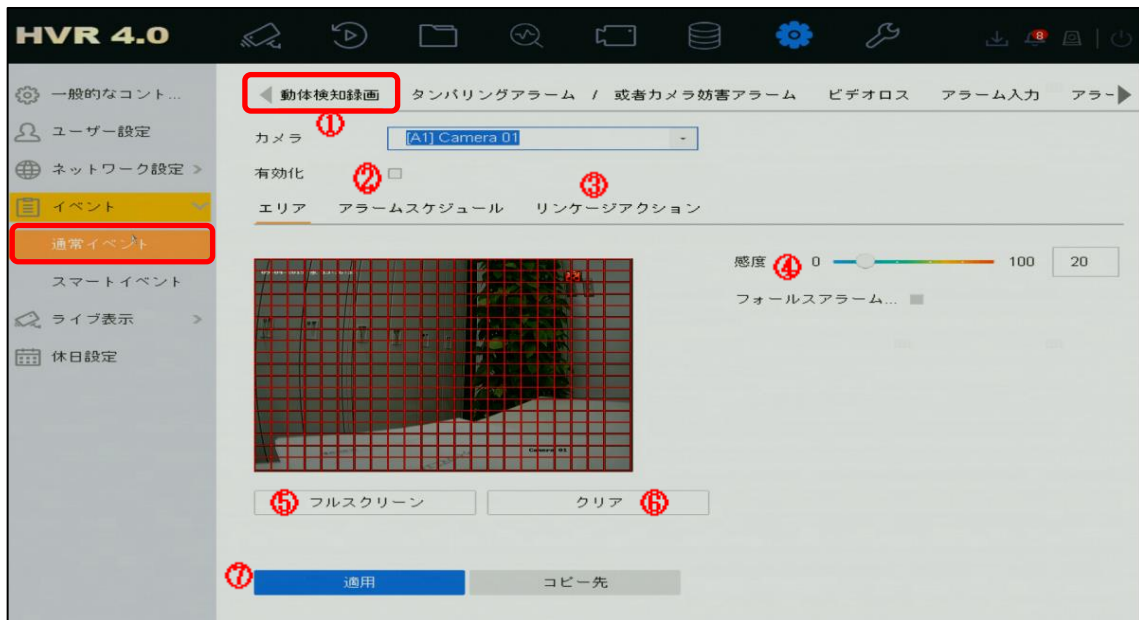 HVR 4.0
8
一般的なコント...
ユーザー設定
ネットワーク設定 >
イベント
通常イベント
スマートイベント
ライブ表示 >
休日設定
動体検知録画 タンパリングアラーム / 或者カメラ妨害アラーム ビデオロス アラーム入力 アラー
①
カメラ [A1] Camera 01
有効化 ②
③
エリア アラームスケジュール リンケージアクション
感度 ④ 0 100 20
フォールスアラーム...
Camera 01
⑤ フルスクリーン クリア ⑥
⑦ 適用 コピー先